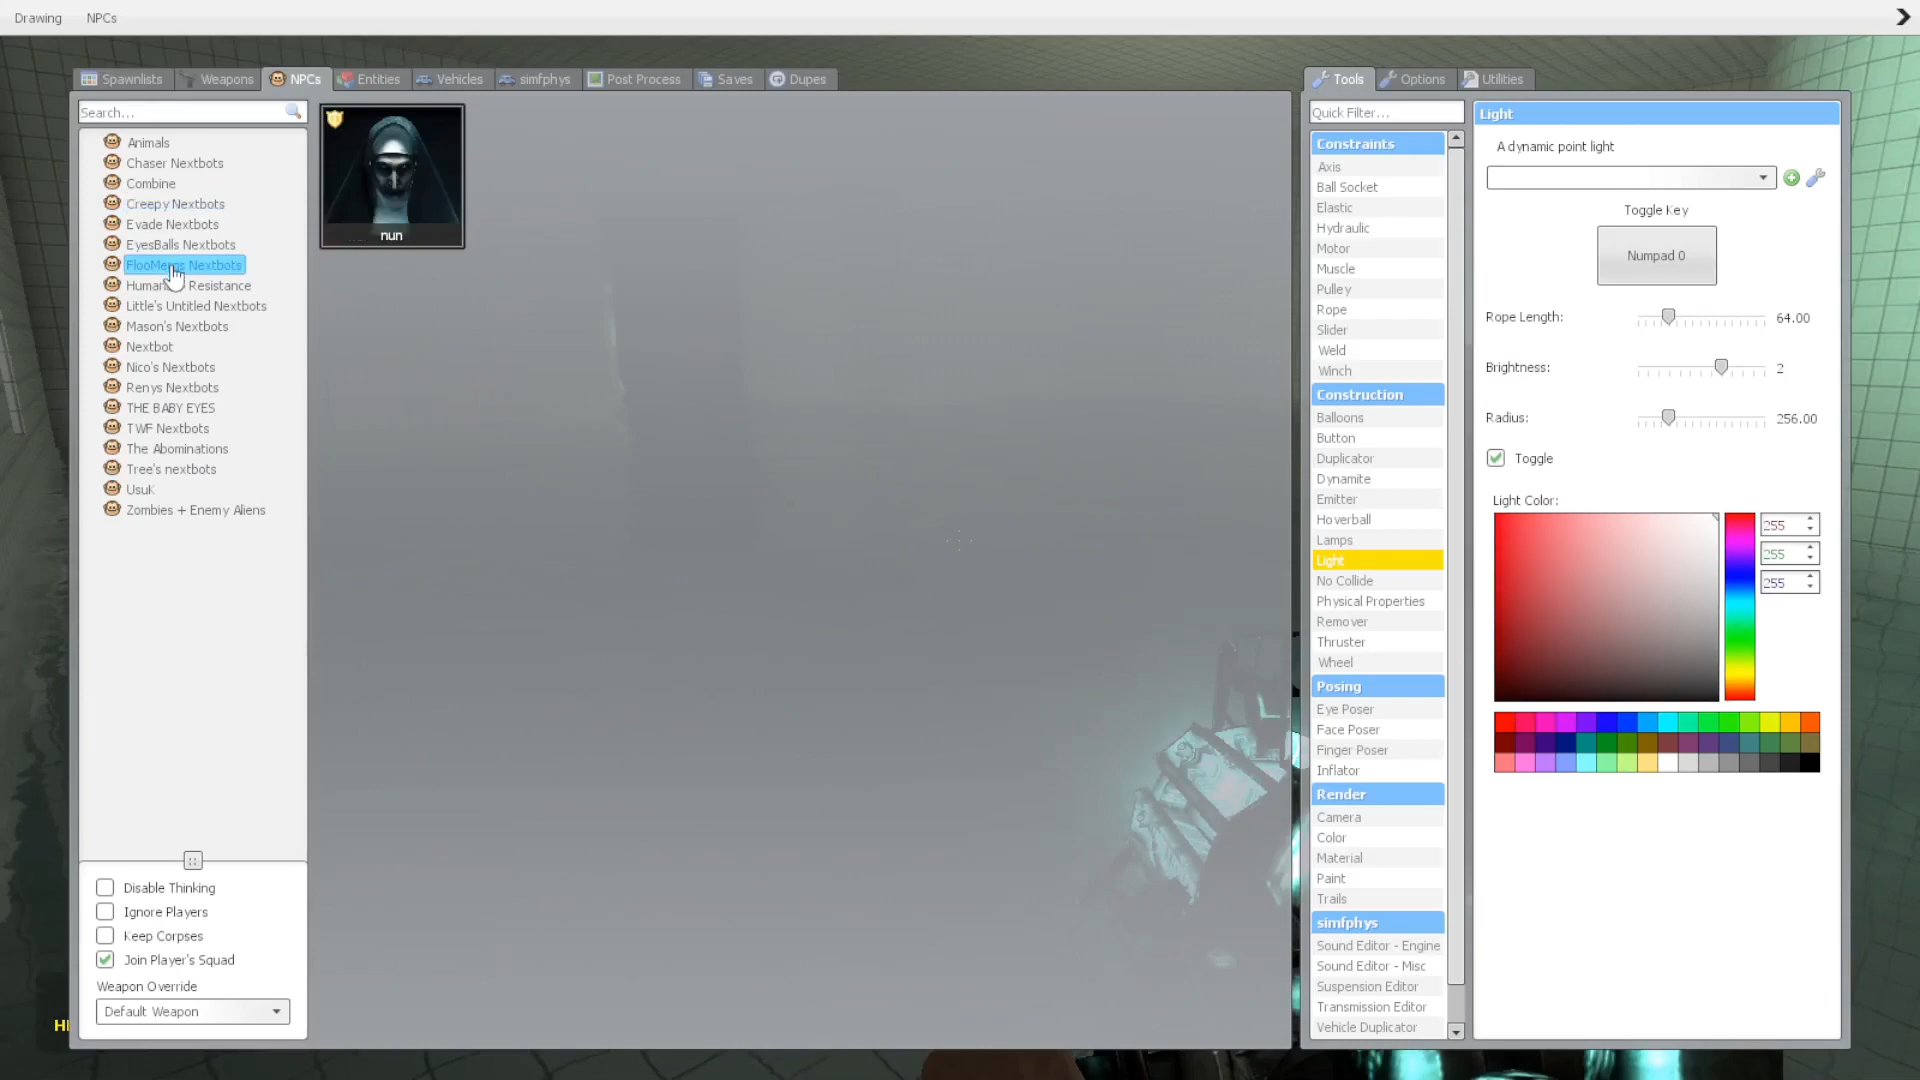 Drawing NPCs
Spawnlists Weapons NPCs Entities Vehicles simfphys Post Process Saves Dupes
Search...
Animals
Chaser Nextbots
Combine
Creepy Nextbots
Evade Nextbots
EyesBalls Nextbots
Nextbots
Resistance
Little's Untitled Nextbots
Mason's Nextbots
Nextbot
Nico's Nextbots
Renys Nextbots
THE BABY EYES
TWF Nextbots
The Abominations
Tree's nextbots
UsuK
Zombies + Enemy Aliens
nun
Disable Thinking
Ignore Players
Keep Corpses
Join Player's Squad
Weapon Override
Default Weapon
Tools Options Utilities
Quick Filter...
Constraints
Axis
Ball Socket
Elastic
Hydraulic
Motor
Muscle
Pulley
Rope
Slider
Weld
Winch
Construction
Balloons
Button
Duplicator
Dynamite
Emitter
Hoverball
Lamps
Light
No Collide
Physical Properties
Remover
Thruster
Wheel
Posing
Eye Poser
Face Poser
Finger Poser
Inflator
Render
Camera
Color
Material
Paint
Trails
simfphys
Sound Editor - Engine
Sound Editor - Misc
Suspension Editor
Transmission Editor
Vehicle Duplicator
Light
A dynamic point light
Toggle Key
Numpad 0
Rope Length: 64.00
Brightness: 2
Radius: 256.00
Toggle
Light Color:
255
255
255